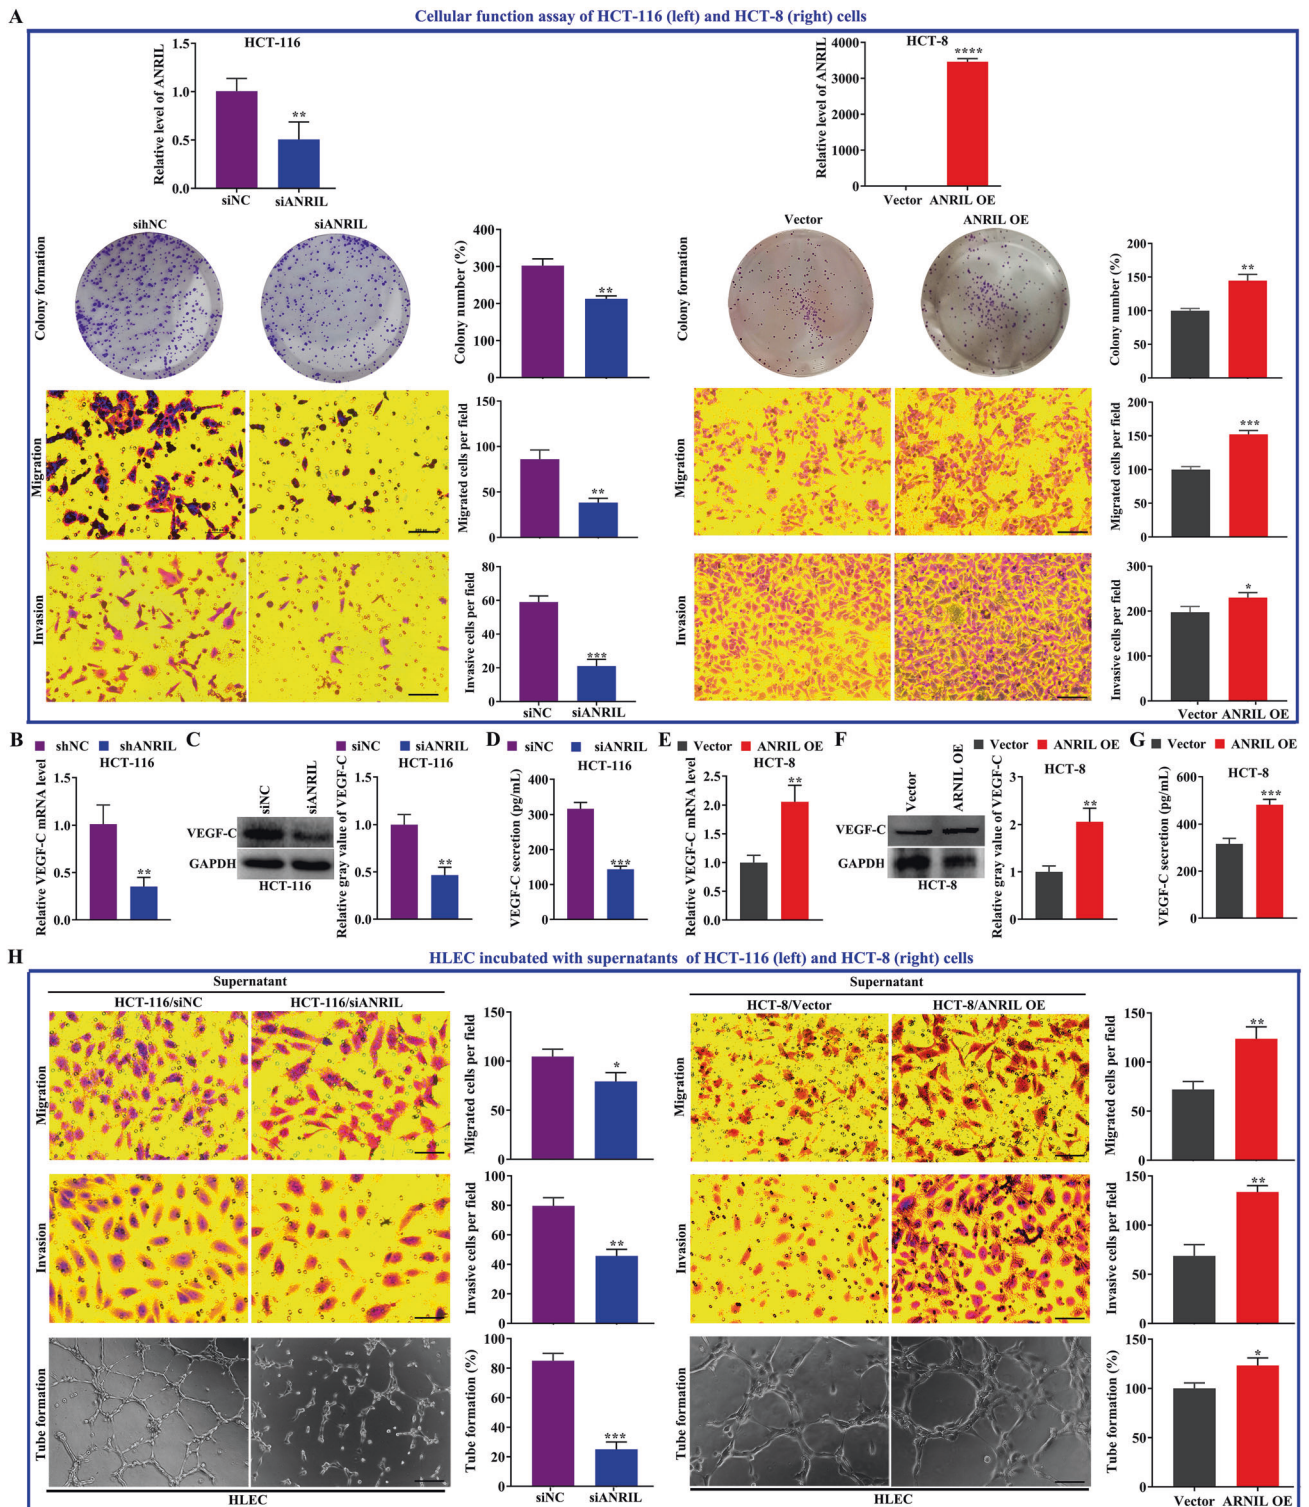 A
Cellular function assay of HCT-116 (left) and HCT-8 (right) cells
HCT-116
Relative level of ANRIL
1.5
1.0
0.5
0.0
**
siNC
siANRIL
HCT-8
Relative level of ANRIL
4000
3000
2000
1000
0
****
Vector
ANRIL OE
Colony formation
sihNC
siANRIL
Colony number (%)
400
300
200
100
0
**
Colony formation
Vector
ANRIL OE
Colony number (%)
200
150
100
50
0
**
Migration
Migrated cells per field
150
100
50
0
**
Migration
Migrated cells per field
200
150
100
50
0
***
Invasion
Invasive cells per field
80
60
40
20
0
***
siNC
siANRIL
Invasion
Invasive cells per field
300
200
100
0
*
Vector ANRIL OE
B
shNC
shANRIL
HCT-116
Relative VEGF-C mRNA level
1.5
1.0
0.5
0.0
**
C
siNC
siANRIL
VEGF-C
GAPDH
HCT-116
siNC
siANRIL
HCT-116
Relative gray value of VEGF-C
1.5
1.0
0.5
0.0
**
D
siNC
siANRIL
HCT-116
VEGF-C secretion (pg/mL)
450
300
150
0
***
E
Vector
ANRIL OE
HCT-8
Relative VEGF-C mRNA level
2.5
2.0
1.5
1.0
0.5
0.0
**
F
Vector
ARNIL OE
VEGF-C
GAPDH
HCT-8
Vector
ANRIL OE
HCT-8
Relative gray value of VEGF-C
3
2
1
0
**
G
Vector
ANRIL OE
HCT-8
VEGF-C secretion (pg/mL)
600
400
200
0
***
H
HLEC incubated with supernatants of HCT-116 (left) and HCT-8 (right) cells
Supernatant
HCT-116/siNC
HCT-116/siANRIL
Migration
Migrated cells per field
150
100
50
0
*
Supernatant
HCT-8/Vector
HCT-8/ANRIL OE
Migration
Migrated cells per field
150
100
50
0
**
Invasion
Invasive cells per field
100
80
60
40
20
0
**
Invasion
Invasive cells per field
150
100
50
0
**
Tube formation
HLEC
Tube formation (%)
100
80
60
40
20
0
***
siNC
siANRIL
Tube formation
HLEC
Tube formation (%)
150
100
50
0
*
Vector
ARNIL OE